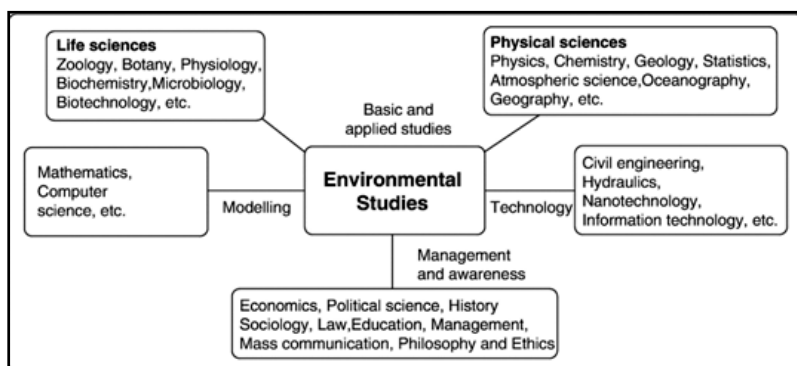 Life sciences
Zoology, Botany, Physiology,
Biochemistry,Microbiology,
Biotechnology, etc.
Physical sciences
Physics, Chemistry, Geology, Statistics,
Atmospheric science,Oceanography,
Geography, etc.
Basic and
applied studies
Mathematics,
Computer
science, etc.
Modelling
Environmental
Studies
Technology
Civil engineering,
Hydraulics,
Nanotechnology,
Information technology, etc.
Management
and awareness
Economics, Political science, History
Sociology, Law,Education, Management,
Mass communication, Philosophy and Ethics